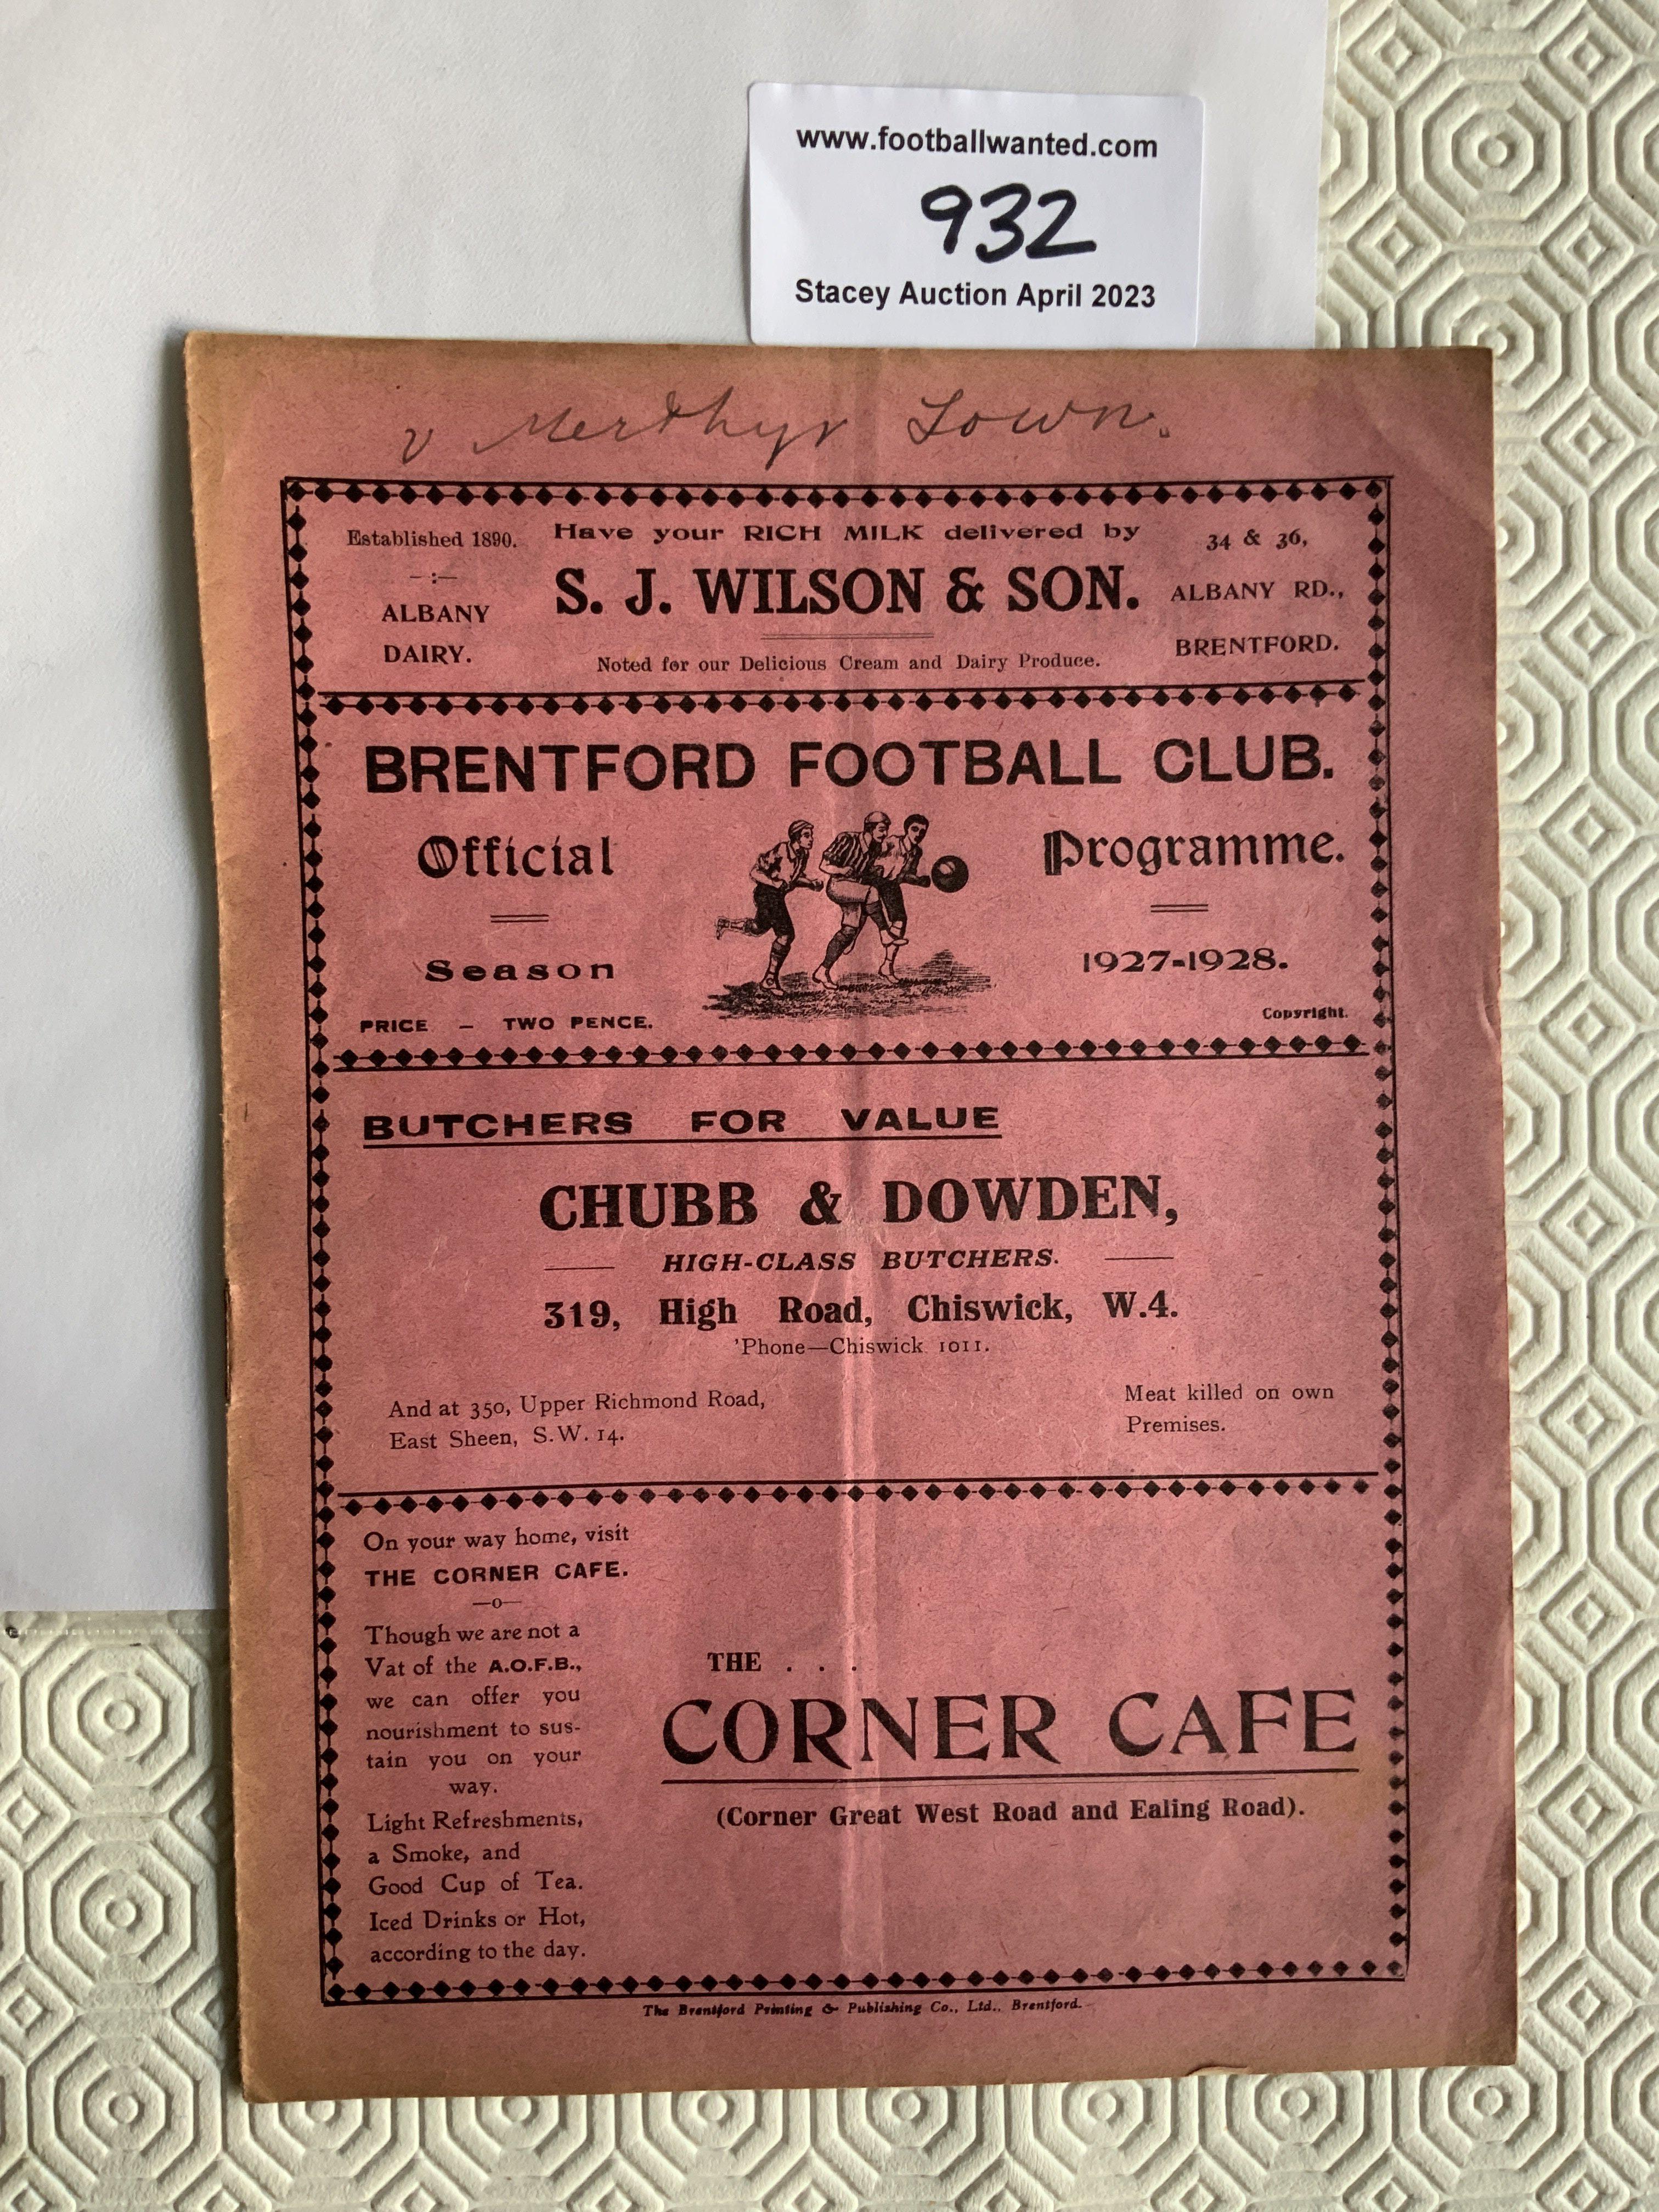 www.footballwanted.com
932
Stacey Auction April 2023
v Merthyr Town.
Established 1890.
-:-
ALBANY
DAIRY.
Have your RICH MILK delivered by
S. J. WILSON & SON.
Noted for our Delicious Cream and Dairy Produce.
34 & 36,
ALBANY RD.,
BRENTFORD.
BRENTFORD FOOTBALL CLUB.
Official Programme.
Season 1927-1928.
PRICE - TWO PENCE.
Copyright.
BUTCHERS FOR VALUE
CHUBB & DOWDEN,
HIGH-CLASS BUTCHERS.
319, High Road, Chiswick, W.4.
'Phone—Chiswick 1011.
And at 350, Upper Richmond Road,
East Sheen, S.W. 14.
Meat killed on own
Premises.
On your way home, visit
THE CORNER CAFE.
—o—
Though we are not a
Vat of the A.O.F.B.,
we can offer you
nourishment to sus-
tain you on your
way.
Light Refreshments,
a Smoke, and
Good Cup of Tea.
Iced Drinks or Hot,
according to the day.
THE . . .
CORNER CAFE
(Corner Great West Road and Ealing Road).
The Brentford Printing & Publishing Co., Ltd., Brentford.